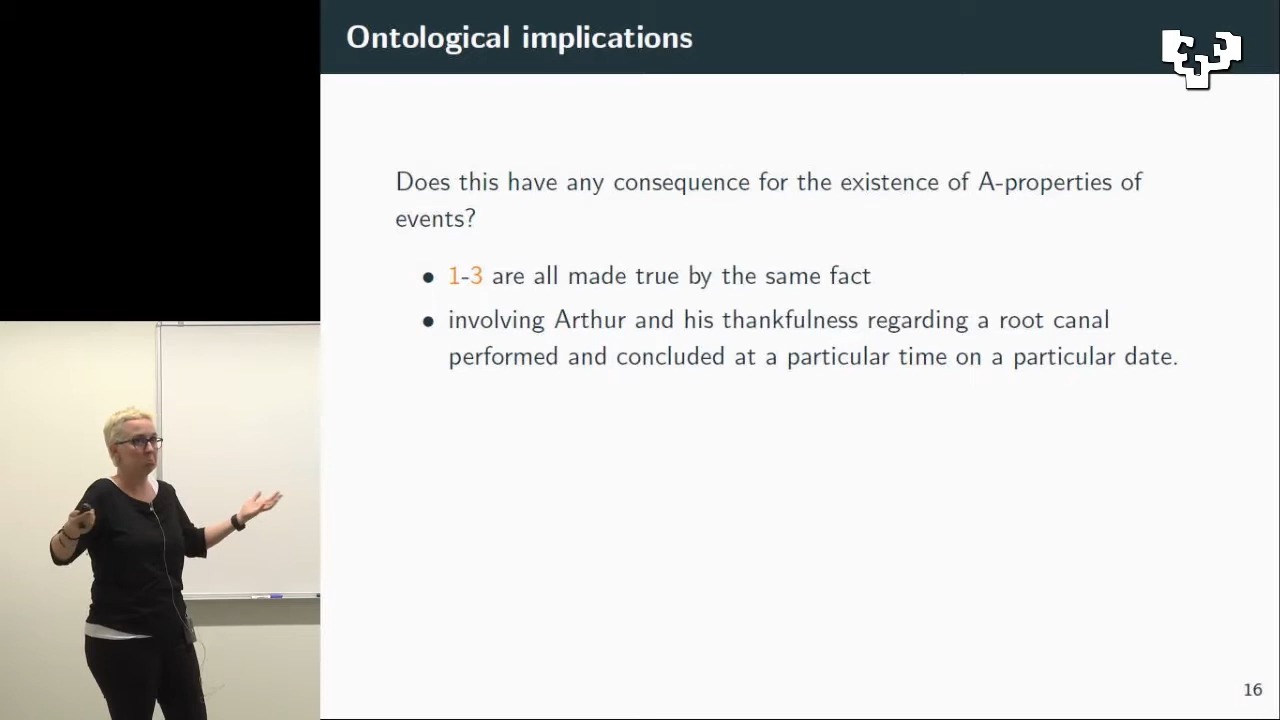 Ontological implications
Does this have any consequence for the existence of A-properties of
events?
• 1-3 are all made true by the same fact
• involving Arthur and his thankfulness regarding a root canal
performed and concluded at a particular time on a particular date.
16